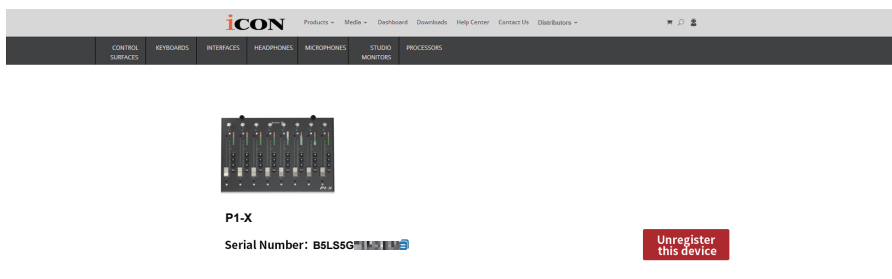 iCON
Products Media Dashboard Downloads Help Center Contact Us Distributors
CONTROL SURFACES KEYBOARDS INTERFACES HEADPHONES MICROPHONES STUDIO MONITORS PROCESSORS
P1-X
P1-X
Serial Number: B5LS5G
Unregister
this device